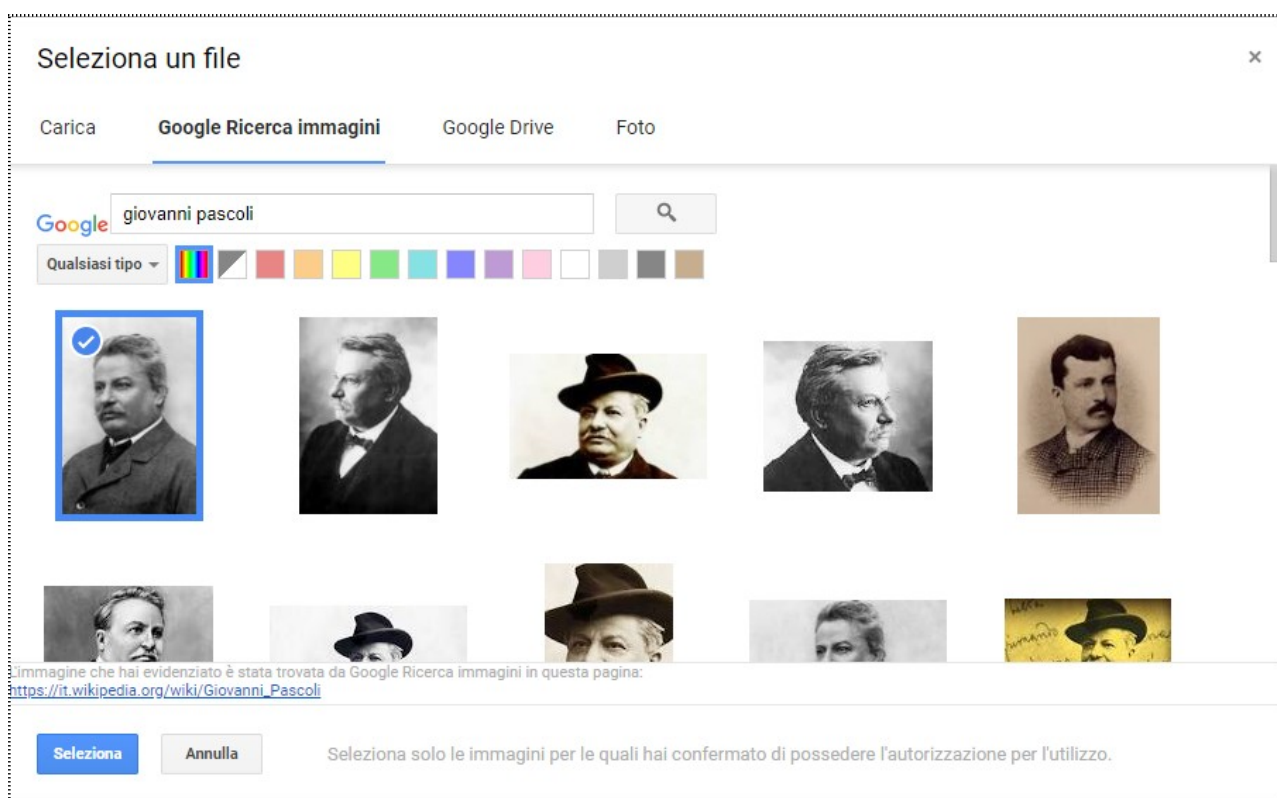 Seleziona un file ×
Carica Google Ricerca immagini Google Drive Foto
Google giovanni pascoli
Qualsiasi tipo
L'immagine che hai evidenziato è stata trovata da Google Ricerca immagini in questa pagina:
https://it.wikipedia.org/wiki/Giovanni_Pascoli
Seleziona Annulla Seleziona solo le immagini per le quali hai confermato di possedere l'autorizzazione per l'utilizzo.